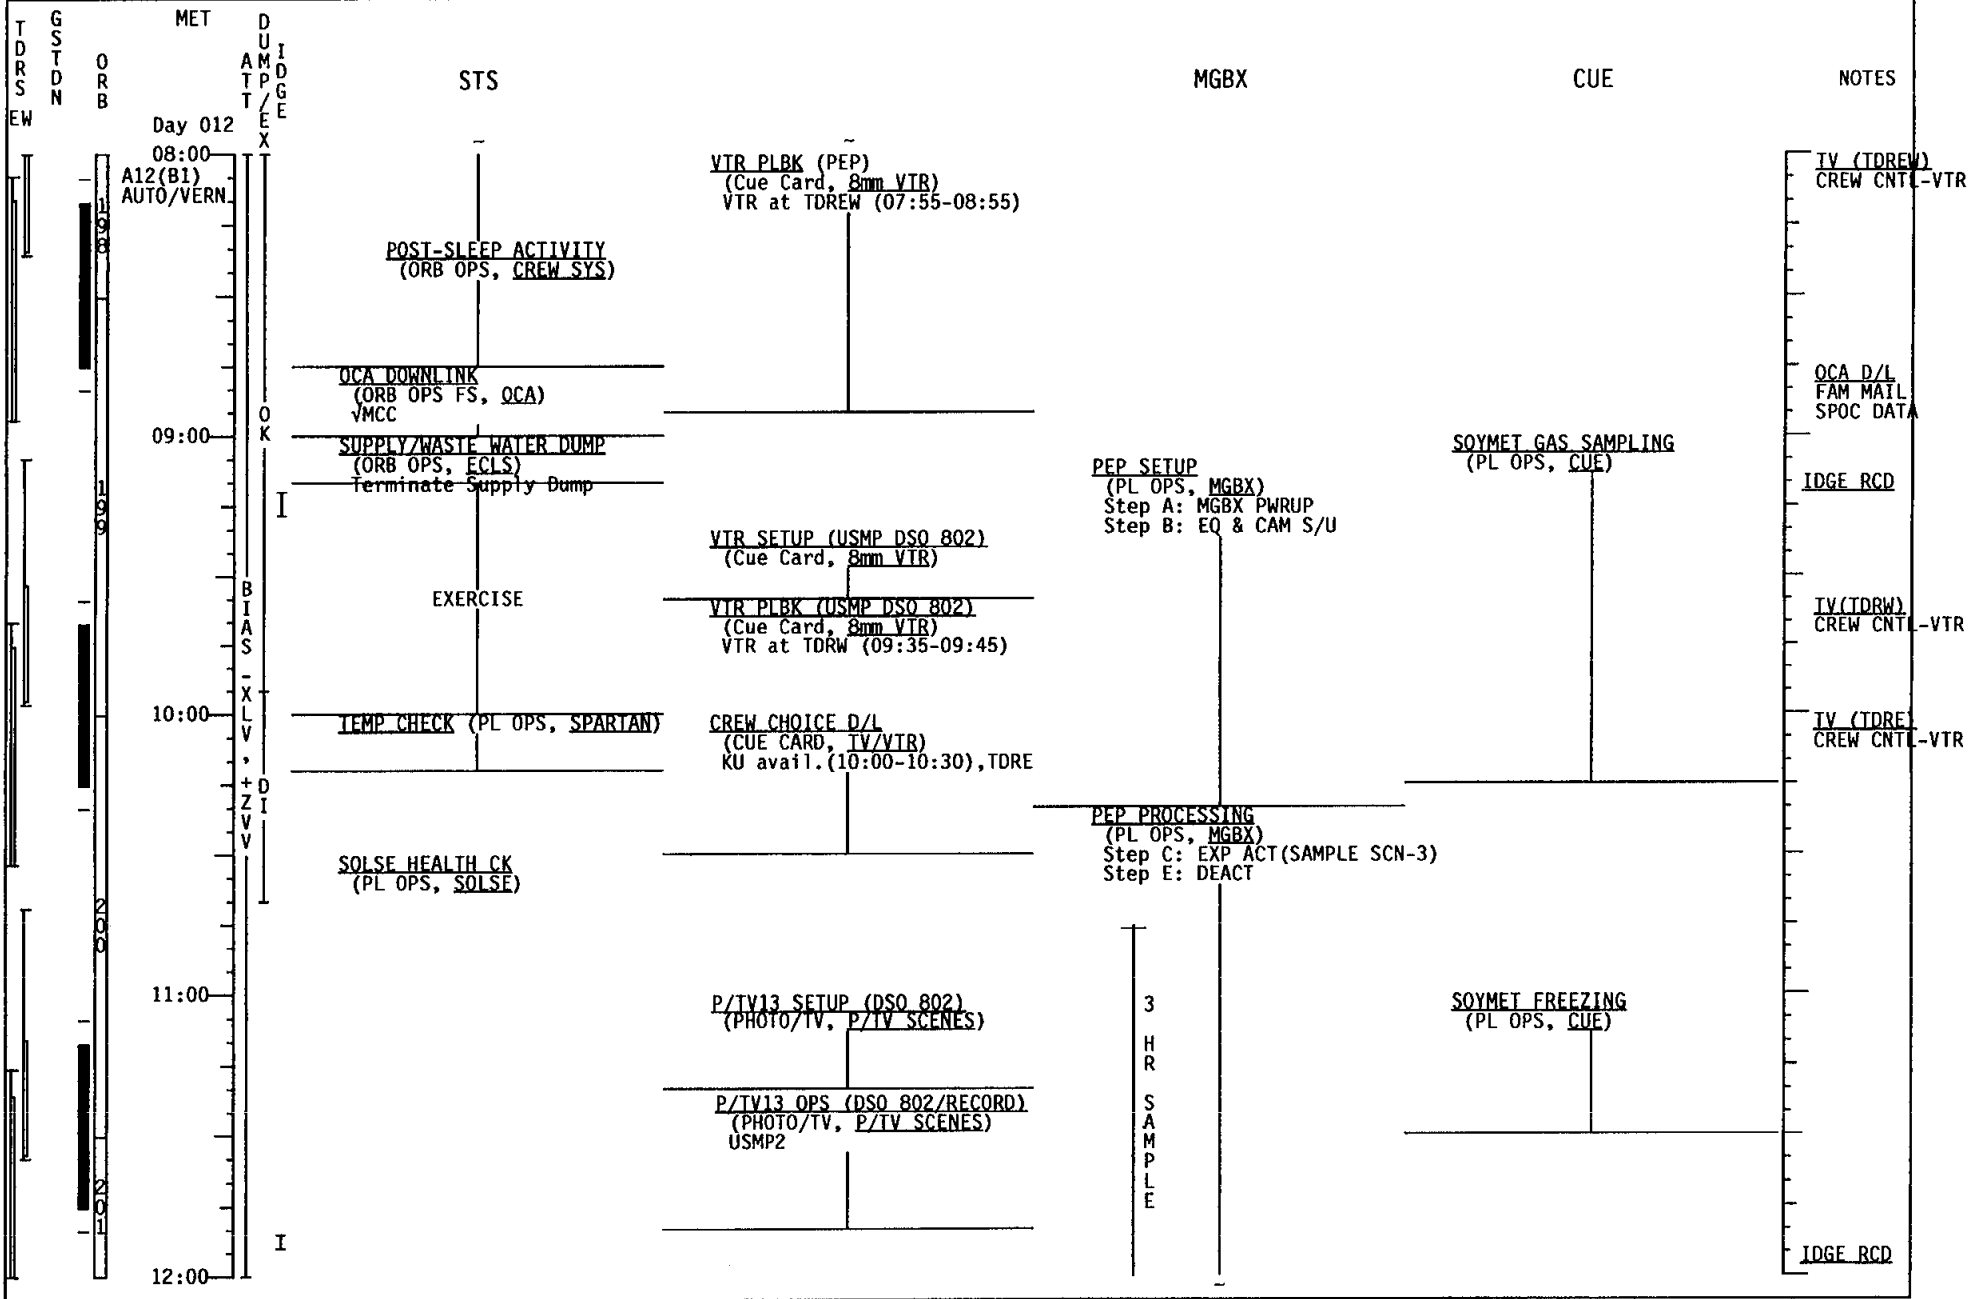 TDRS
EW
GSTDN
ORB
MET
ATT
DUMP/EX
IDGE
STS
MGBX
CUE
NOTES
Day 012
08:00
A12(B1)
AUTO/VERN
198
~
POST-SLEEP ACTIVITY
(ORB OPS, CREW SYS)
OCA DOWNLINK
(ORB OPS FS, OCA)
√MCC
OK
09:00
SUPPLY/WASTE WATER DUMP
(ORB OPS, ECLS)
Terminate Supply Dump
199
I
EXERCISE
BIAS -XLV, +ZVV
10:00
TEMP CHECK (PL OPS, SPARTAN)
DI
SOLSE HEALTH CK
(PL OPS, SOLSE)
200
11:00
201
I
12:00
~
VTR PLBK (PEP)
(Cue Card, 8mm VTR)
VTR at TDREW (07:55-08:55)
VTR SETUP (USMP DSO 802)
(Cue Card, 8mm VTR)
VTR PLBK (USMP DSO 802)
(Cue Card, 8mm VTR)
VTR at TDRW (09:35-09:45)
CREW CHOICE D/L
(CUE CARD, TV/VTR)
KU avail.(10:00-10:30),TDRE
P/TV13 SETUP (DSO 802)
(PHOTO/TV, P/TV SCENES)
P/TV13 OPS (DSO 802/RECORD)
(PHOTO/TV, P/TV SCENES)
USMP2
PEP SETUP
(PL OPS, MGBX)
Step A: MGBX PWRUP
Step B: EQ & CAM S/U
PEP PROCESSING
(PL OPS, MGBX)
Step C: EXP ACT(SAMPLE SCN-3)
Step E: DEACT
3 HR SAMPLE
~
SOYMET GAS SAMPLING
(PL OPS, CUE)
SOYMET FREEZING
(PL OPS, CUE)
TV (TDREW)
CREW CNTL-VTR
OCA D/L
FAM MAIL
SPOC DATA
IDGE RCD
TV(TDRW)
CREW CNTL-VTR
TV (TDRE)
CREW CNTL-VTR
IDGE RCD